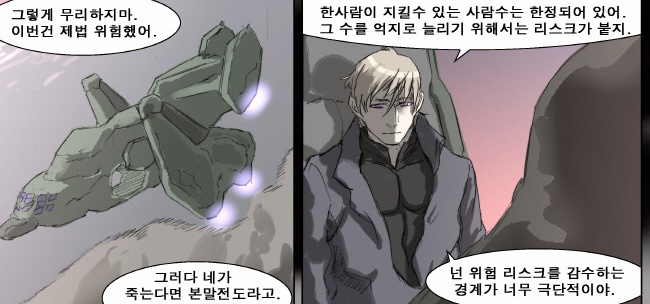 그렇게 무리하지마.
이번건 제법 위험했어.
그러다 네가
죽는다면 본말전도라고.
한사람이 지킬수 있는 사람수는 한정되어 있어.
그 수를 억지로 늘리기 위해서는 리스크가 붙지.
넌 위험 리스크를 감수하는
경계가 너무 극단적이야.